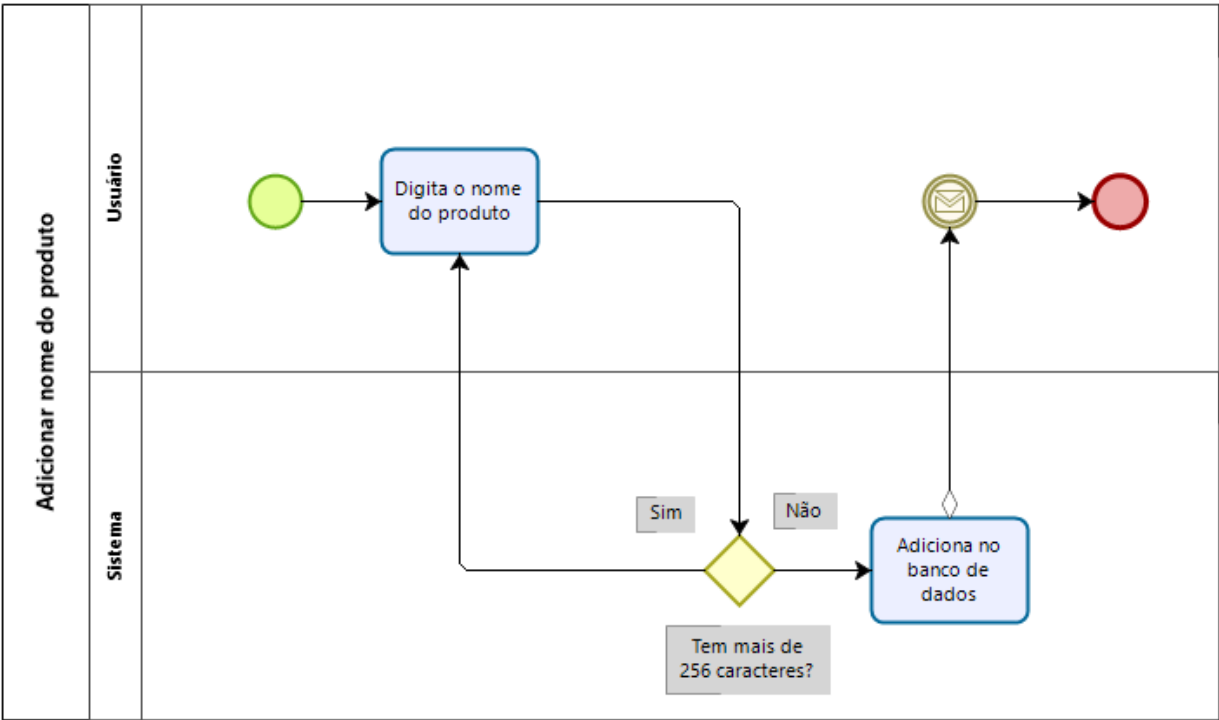 Adicionar nome do produto
Usuário
Digita o nome
do produto
Sistema
Sim
Não
Adiciona no
banco de
dados
Tem mais de
256 caracteres?